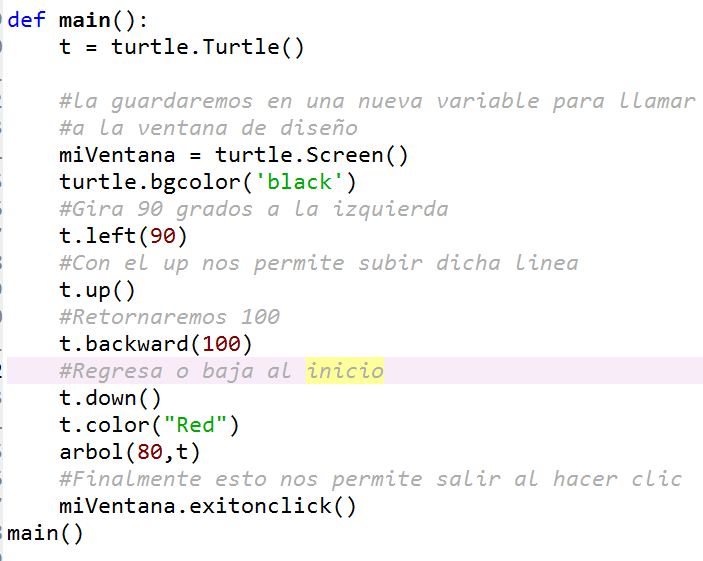 def main():
    t = turtle.Turtle()

    #la guardaremos en una nueva variable para llamar
    #a la ventana de diseño
    miVentana = turtle.Screen()
    turtle.bgcolor('black')
    #Gira 90 grados a la izquierda
    t.left(90)
    #Con el up nos permite subir dicha linea
    t.up()
    #Retornaremos 100
    t.backward(100)
    #Regresa o baja al inicio
    t.down()
    t.color("Red")
    arbol(80,t)
    #Finalmente esto nos permite salir al hacer clic
    miVentana.exitonclick()
main()